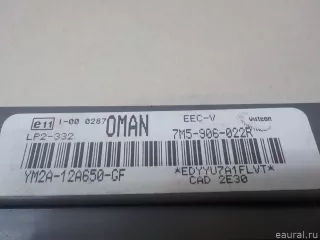 e11 1-00 0287 OMAN EEC-V Visteon
LP2-332 7M5-906-022R
YM2A-12A650-GF *EDYYU7A1FLVT*
CAD 2E30
eaural.ru